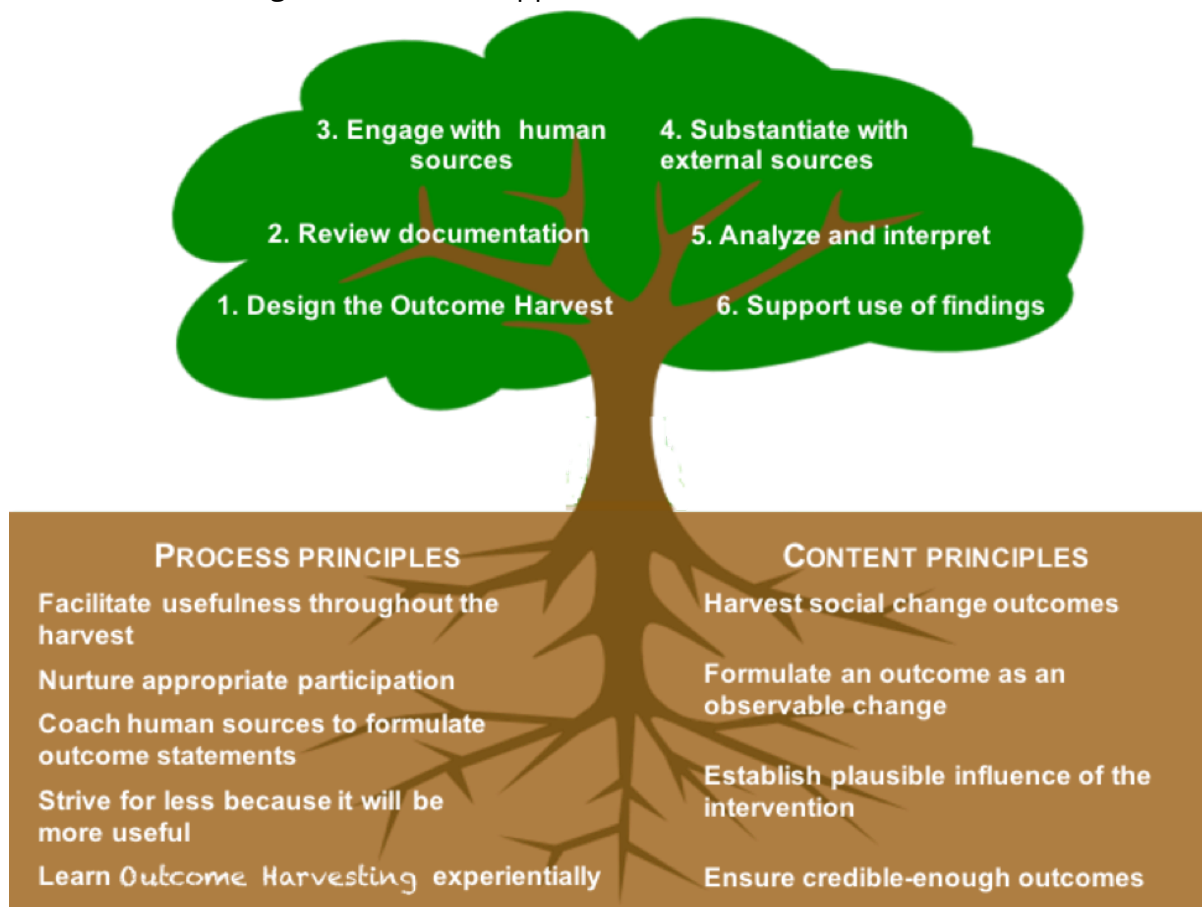 3. Engage with human
sources
4. Substantiate with
external sources
2. Review documentation
5. Analyze and interpret
1. Design the Outcome Harvest
6. Support use of findings
PROCESS PRINCIPLES
Facilitate usefulness throughout the
harvest
Nurture appropriate participation
Coach human sources to formulate
outcome statements
Strive for less because it will be
more useful
Learn Outcome Harvesting experientially
CONTENT PRINCIPLES
Harvest social change outcomes
Formulate an outcome as an
observable change
Establish plausible influence of the
intervention
Ensure credible-enough outcomes